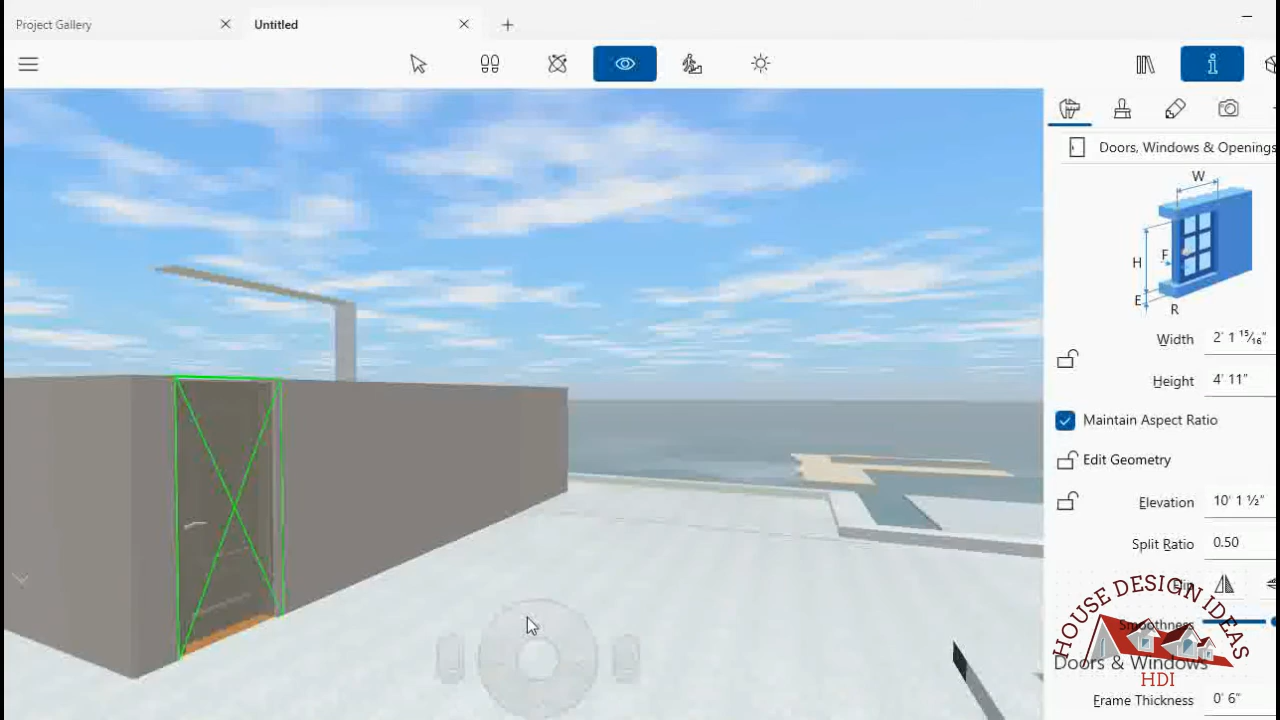 Project Gallery
Untitled
Doors, Windows & Openings
W
H
F
E
R
Width 2' 1 ¹⁵⁄₁₆"
Height 4' 11"
Maintain Aspect Ratio
Edit Geometry
Elevation 10' 1 ½"
Split Ratio 0.50
Flip
Smoothness
HOUSE DESIGN IDEAS
Doors & Windows
HDI
Frame Thickness 0' 6"